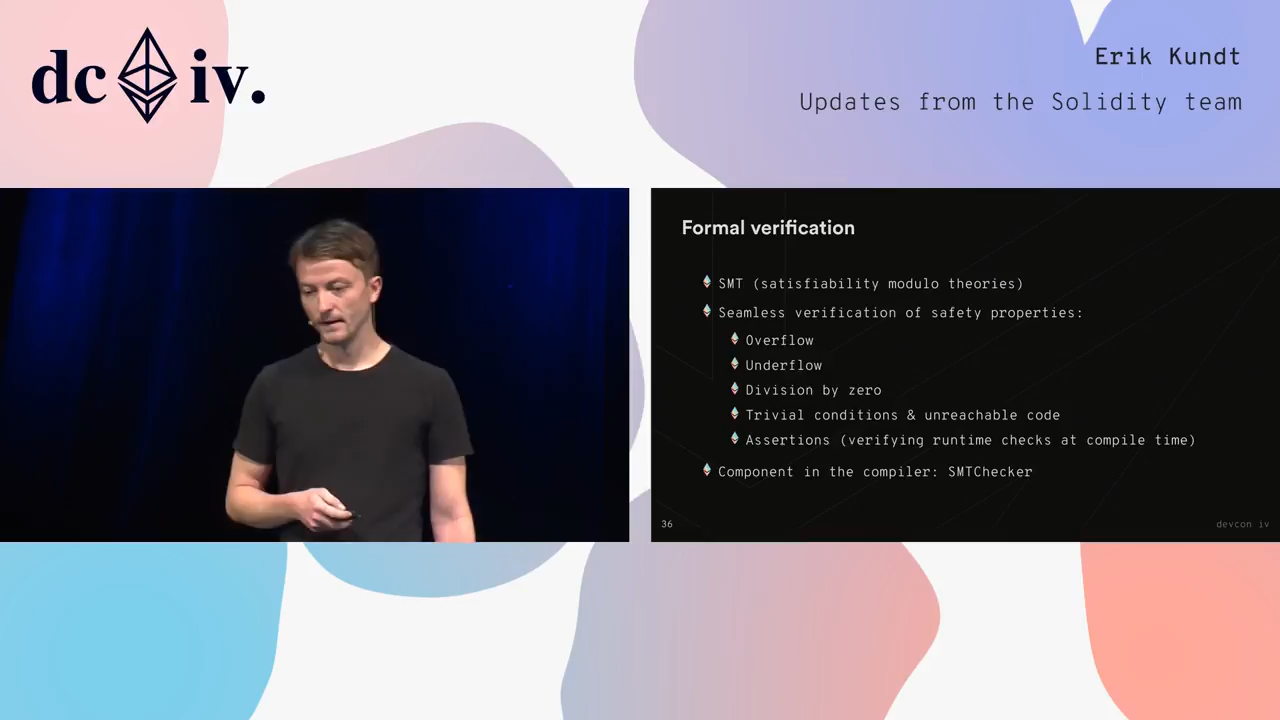 dc iv.
Erik Kundt
Updates from the Solidity team
Formal verification
SMT (satisfiability modulo theories)
Seamless verification of safety properties:
Overflow
Underflow
Division by zero
Trivial conditions & unreachable code
Assertions (verifying runtime checks at compile time)
Component in the compiler: SMTChecker
36
devcon iv